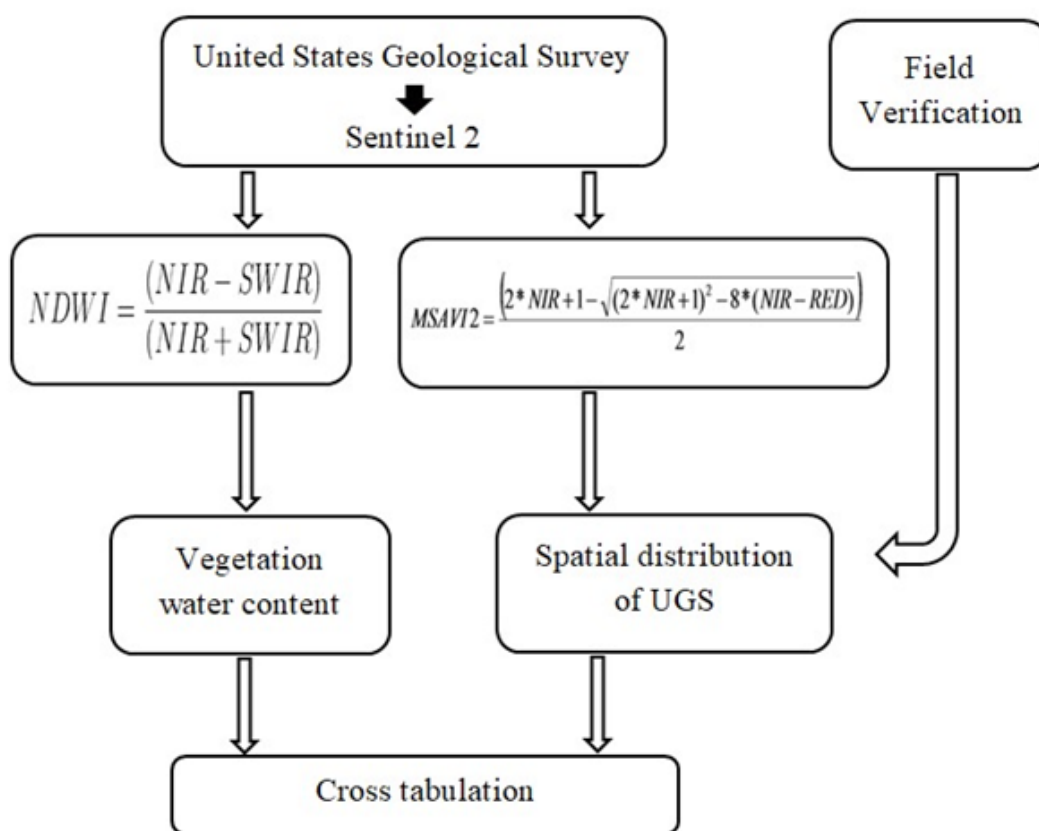 United States Geological Survey
Sentinel 2
Field
Verification
NDWI = (NIR − SWIR) / (NIR + SWIR)
MSAVI2 = (2* NIR + 1 − √((2* NIR + 1)² − 8* (NIR − RED))) / 2
Vegetation
water content
Spatial distribution
of UGS
Cross tabulation